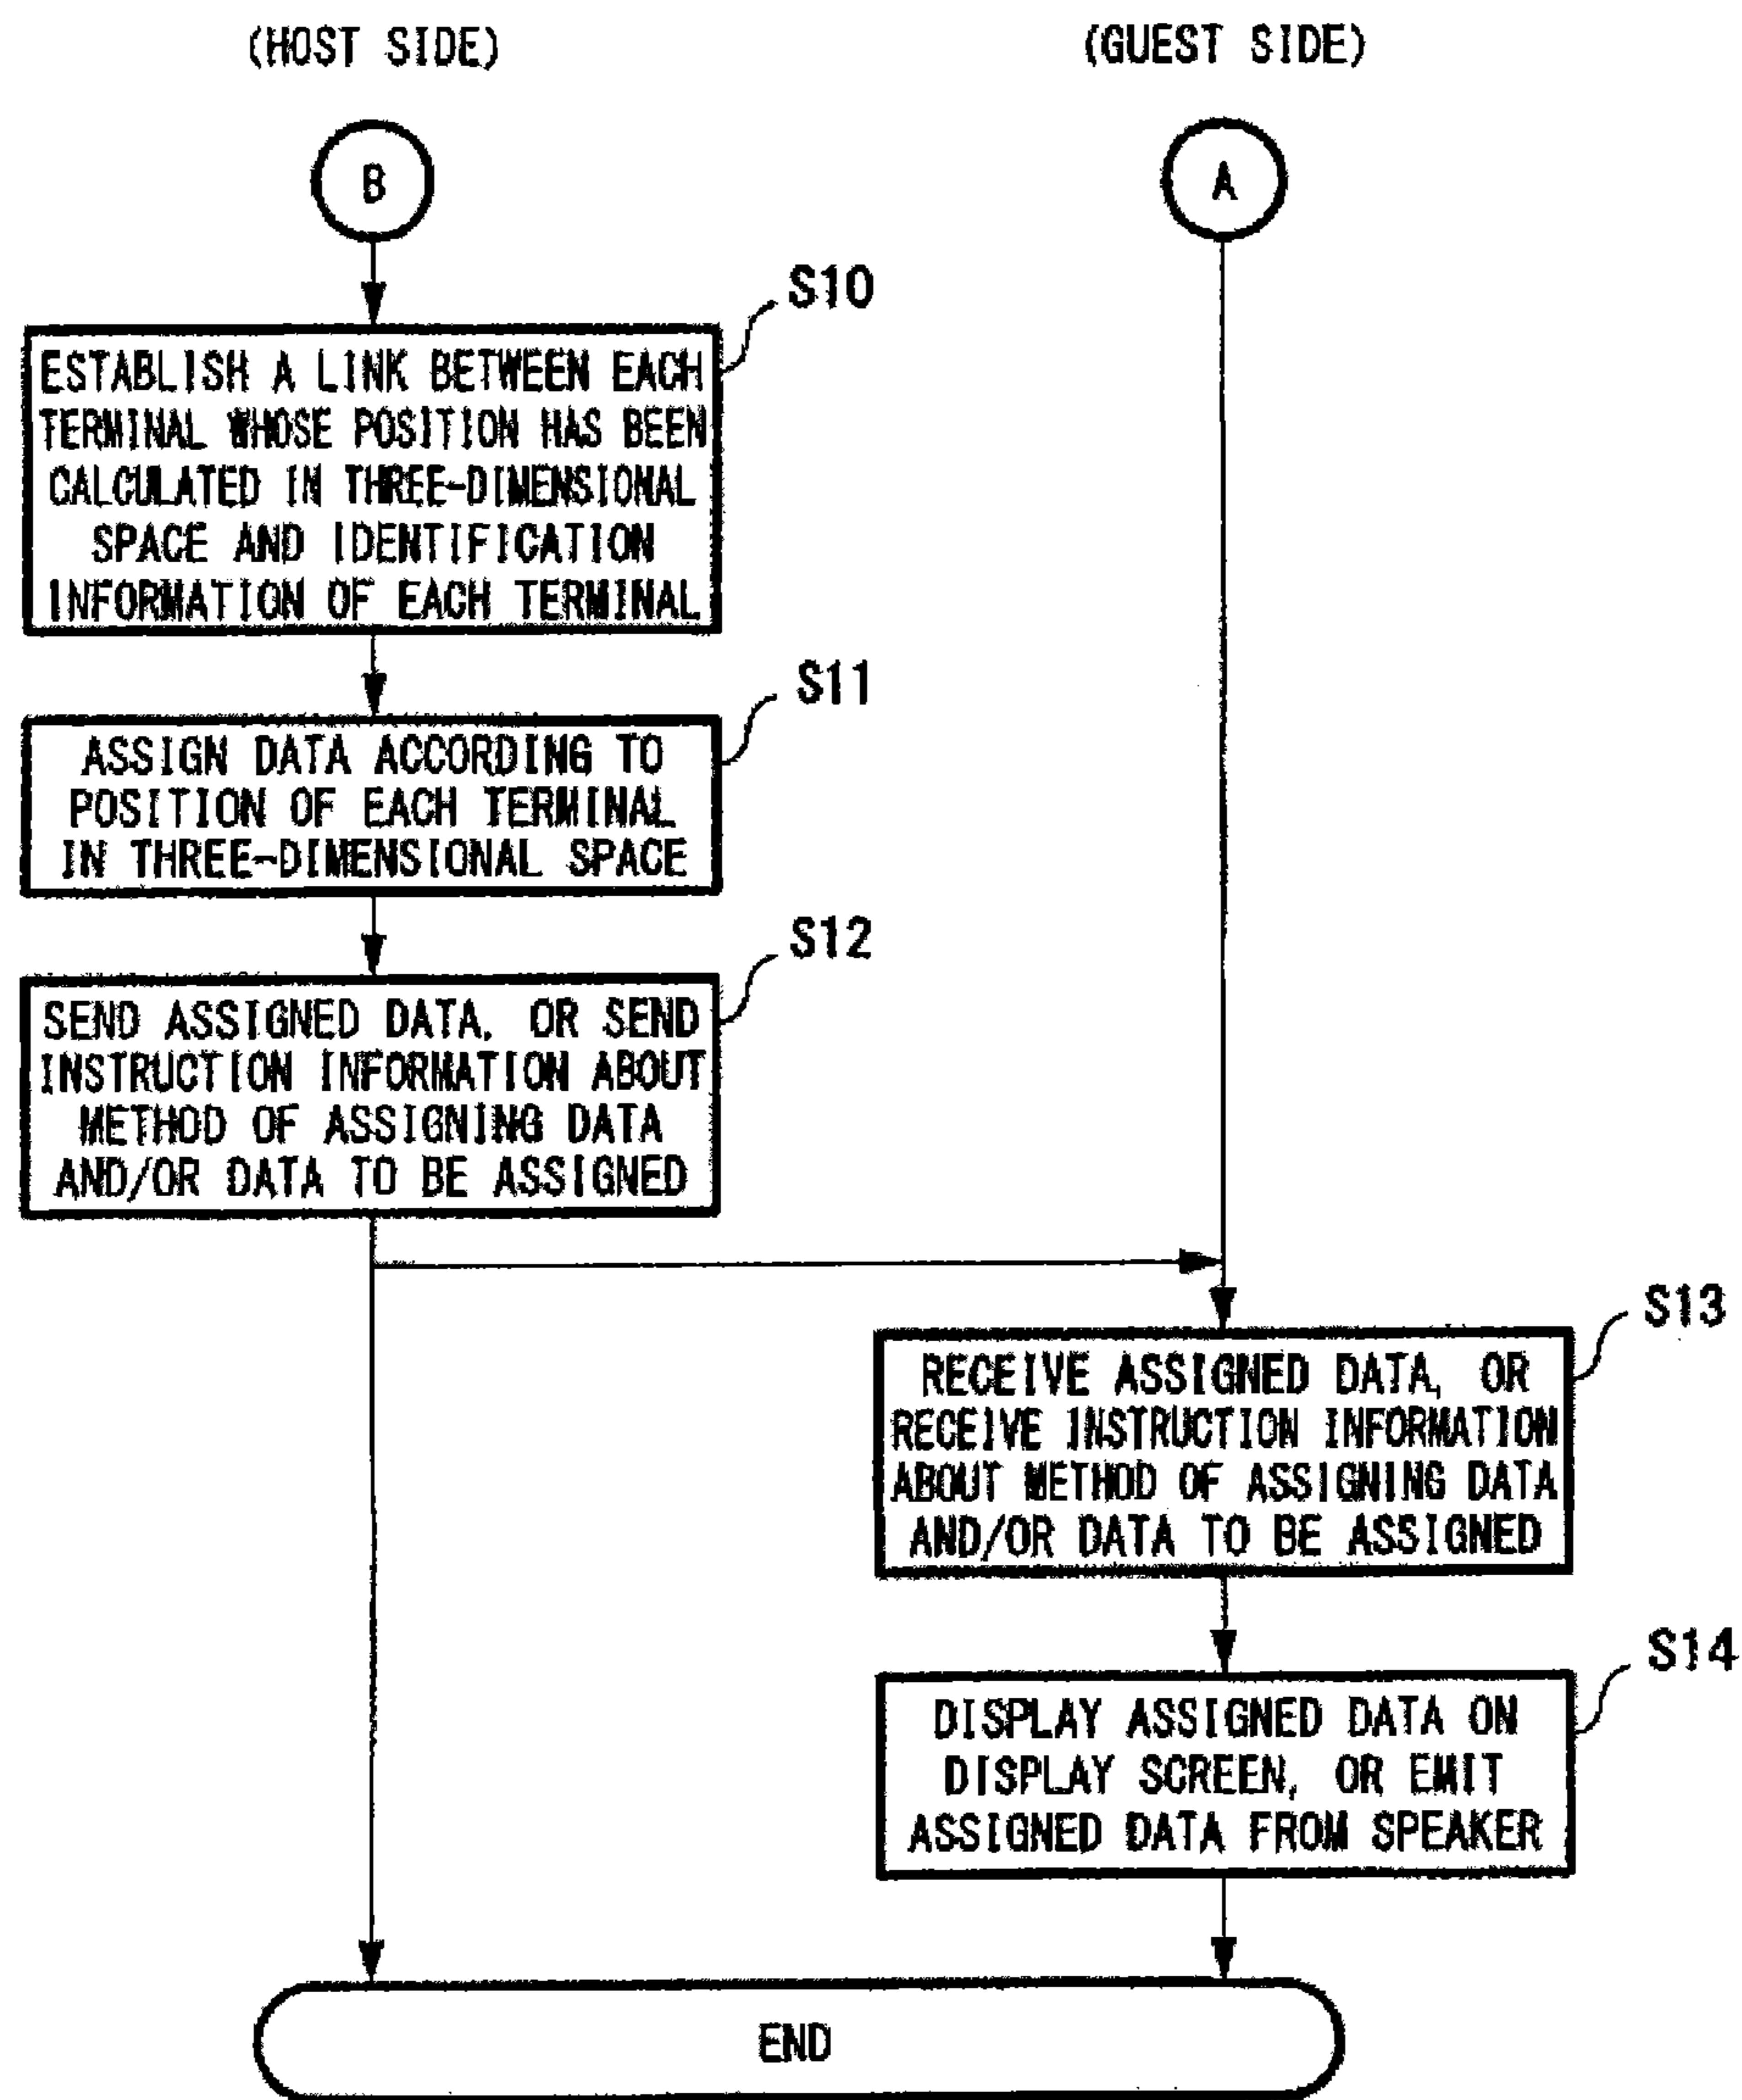 (HOST SIDE)
(GUEST SIDE)
B
A
S10
ESTABLISH A LINK BETWEEN EACH
TERMINAL WHOSE POSITION HAS BEEN
CALCULATED IN THREE-DIMENSIONAL
SPACE AND IDENTIFICATION
INFORMATION OF EACH TERMINAL
S11
ASSIGN DATA ACCORDING TO
POSITION OF EACH TERMINAL
IN THREE-DIMENSIONAL SPACE
S12
SEND ASSIGNED DATA, OR SEND
INSTRUCTION INFORMATION ABOUT
METHOD OF ASSIGNING DATA
AND/OR DATA TO BE ASSIGNED
S13
RECEIVE ASSIGNED DATA, OR
RECEIVE INSTRUCTION INFORMATION
ABOUT METHOD OF ASSIGNING DATA
AND/OR DATA TO BE ASSIGNED
S14
DISPLAY ASSIGNED DATA ON
DISPLAY SCREEN, OR EMIT
ASSIGNED DATA FROM SPEAKER
END